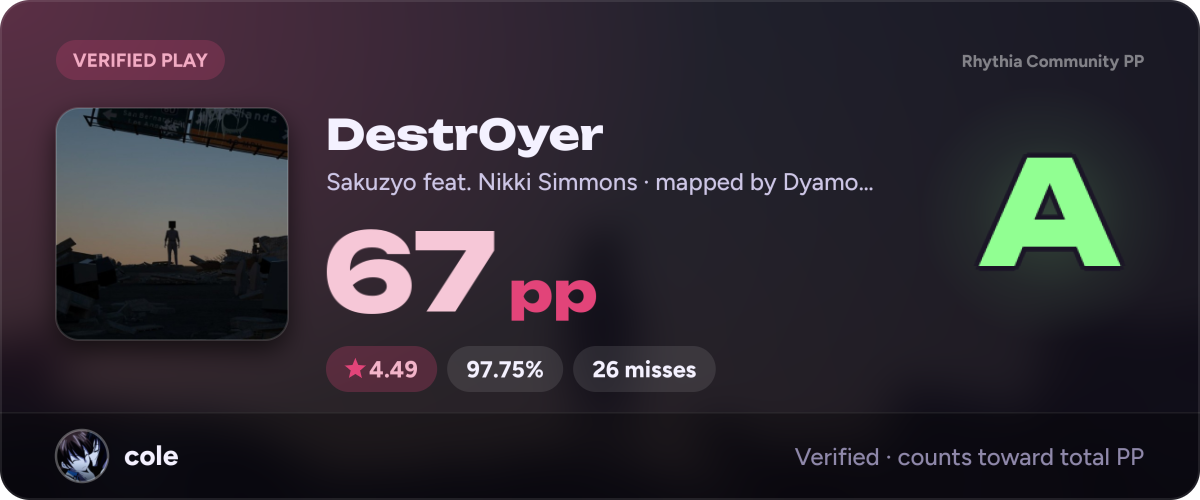 VERIFIED PLAY
Rhythia Community PP
DestrOyer
Sakuzyo feat. Nikki Simmons · mapped by Dyamo...
67 pp
A
★ 4.49
97.75%
26 misses
cole
Verified · counts toward total PP